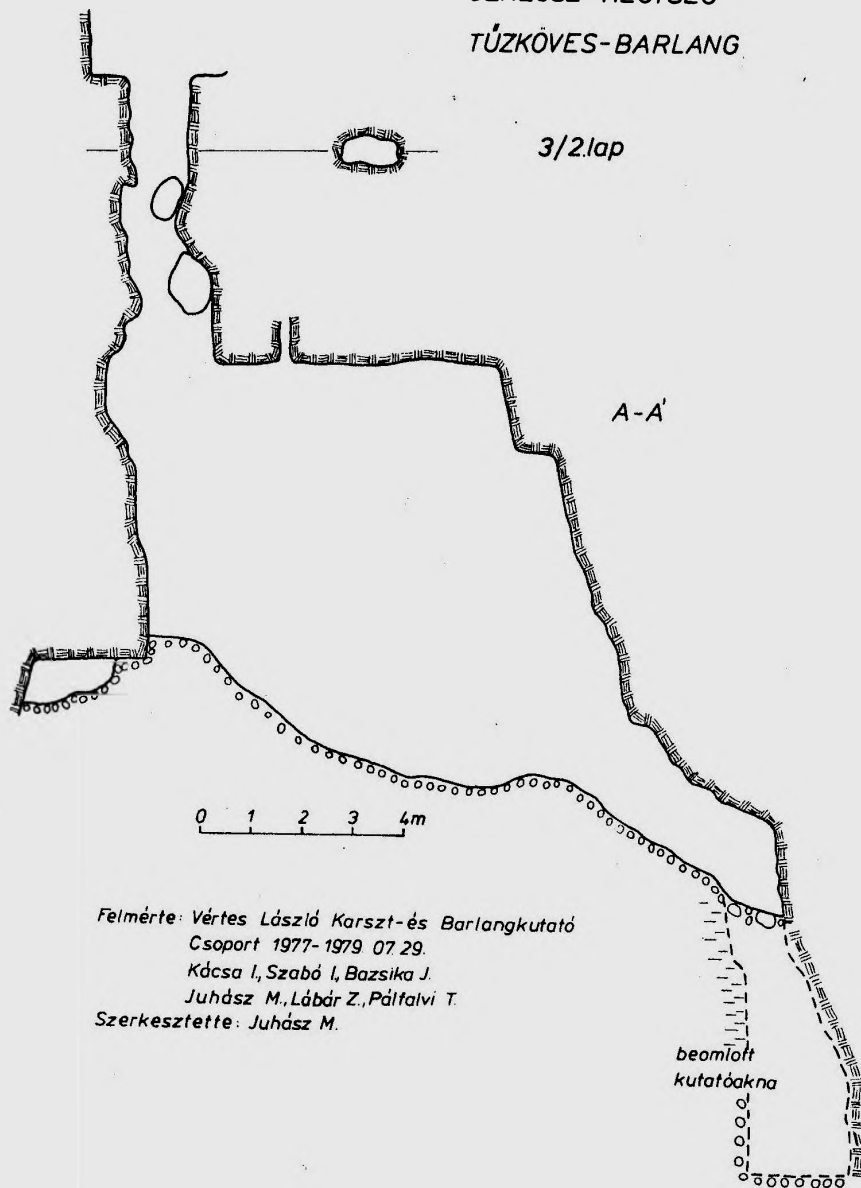 TŰZKÖVES-BARLANG
3/2.lap
A-A'
0 1 2 3 4m
Felmérte: Vértes László Karszt-és Barlangkutató
Csoport 1977-1979. 07. 29.
Kácsa I., Szabó I., Bazsika J.
Juhász M., Lábár Z., Pálfalvi T.
Szerkesztette: Juhász M.
beomlott
kutatóakna